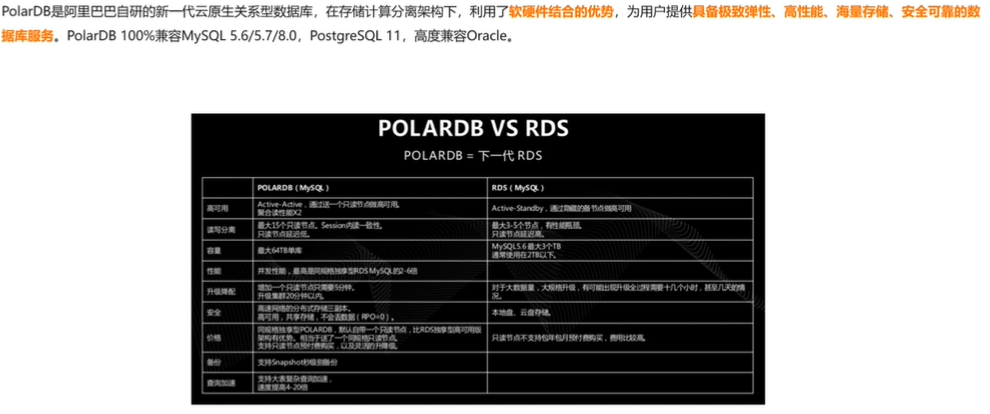 PolarDB是阿里巴巴自研的新一代云原生关系型数据库，在存储计算分离架构下，利用了软硬件结合的优势，为用户提供具备极致弹性、高性能、海量存储、安全可靠的数
据库服务。PolarDB 100%兼容MySQL 5.6/5.7/8.0，PostgreSQL 11，高度兼容Oracle。
POLARDB VS RDS
POLARDB = 下一代 RDS
POLARDB（MySQL）
RDS（MySQL）
高可用
Active-Active，通过送一个只读节点做高可用。
聚合读性能X2
Active-Standby，通过隐藏的备节点做高可用
读写分离
最大15个只读节点。Session内读一致性。
只读节点延迟低。
最大3-5个节点，有性能瓶颈。
只读节点延迟高。
容量
最大64TB单库
MySQL5.6 最大3个TB
通常使用在2TB以下。
性能
并发性能，最高是同规格独享型RDS MySQL的2-6倍
升级降配
增加一个只读节点只需要5分钟。
升级集群20分钟以内。
对于大数据量，大规格升级，有可能出现升级全过程需要十几个小时，甚至几天的情
况。
安全
高速网络的分布式存储三副本。
高可用，共享存储，不会丢数据（RPO=0）。
本地盘、云盘存储。
价格
同规格独享型POLARDB，默认自带一个只读节点，比RDS独享型高可用版
架构有优势。相当于送了一个同规格只读节点。
支持只读节点预付费购买，以及灵活的升降级。
只读节点不支持包年包月预付费购买，费用比较高。
备份
支持Snapshot秒级别备份
查询加速
支持大表复杂查询加速，
速度提高4-20倍